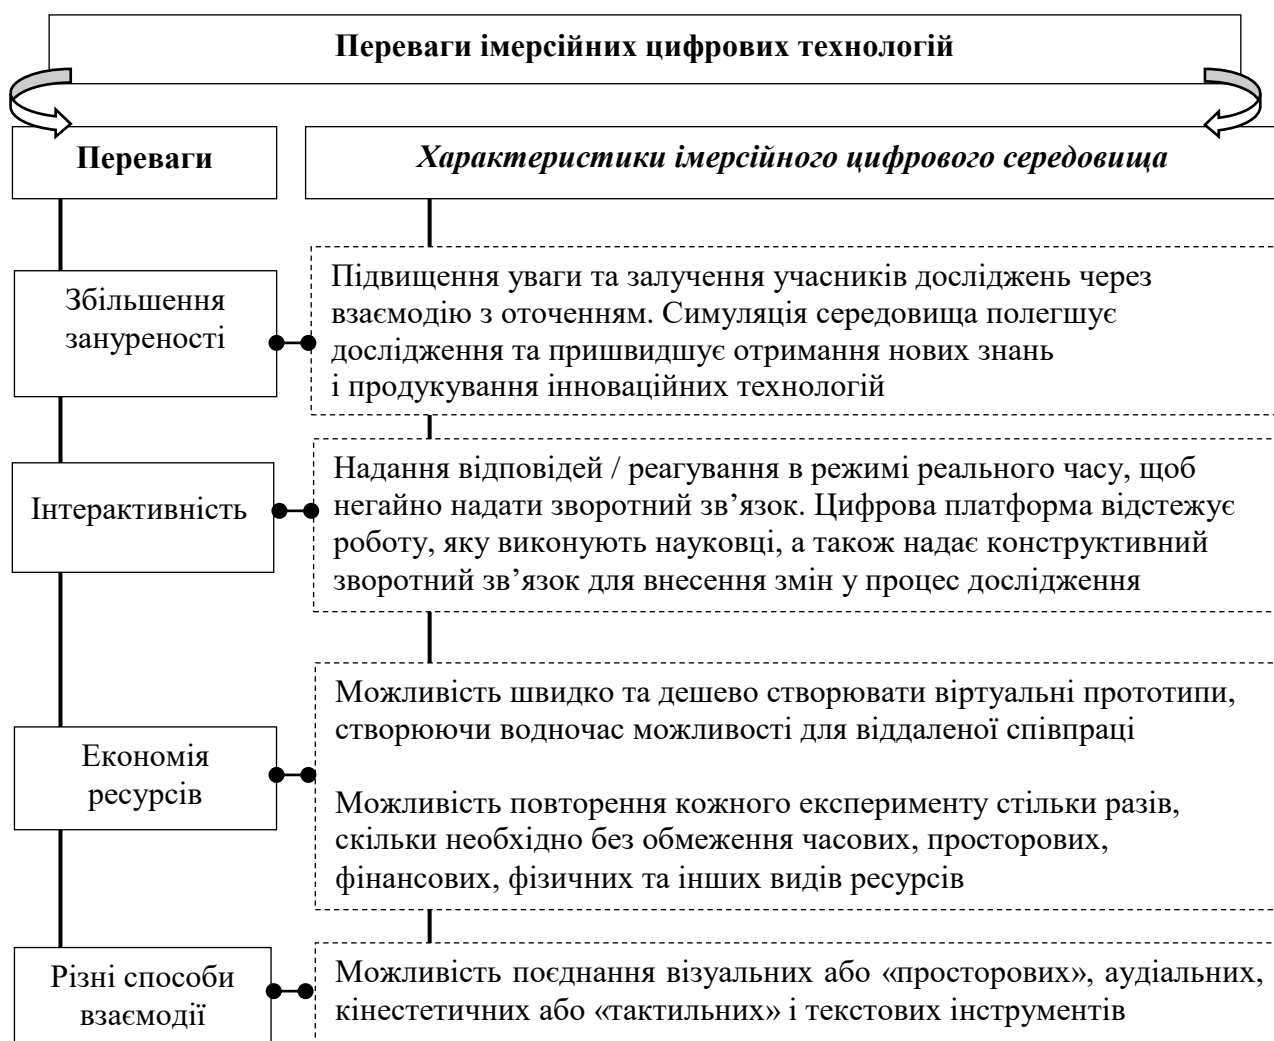 Переваги імерсійних цифрових технологій
Переваги
Характеристики імерсійного цифрового середовища
Збільшення
зануреності
Підвищення уваги та залучення учасників досліджень через
взаємодію з оточенням. Симуляція середовища полегшує
дослідження та пришвидшує отримання нових знань
і продукування інноваційних технологій
Інтерактивність
Надання відповідей / реагування в режимі реального часу, щоб
негайно надати зворотний зв’язок. Цифрова платформа відстежує
роботу, яку виконують науковці, а також надає конструктивний
зворотний зв’язок для внесення змін у процес дослідження
Економія
ресурсів
Можливість швидко та дешево створювати віртуальні прототипи,
створюючи водночас можливості для віддаленої співпраці
Можливість повторення кожного експерименту стільки разів,
скільки необхідно без обмеження часових, просторових,
фінансових, фізичних та інших видів ресурсів
Різні способи
взаємодії
Можливість поєднання візуальних або «просторових», аудіальних,
кінестетичних або «тактильних» і текстових інструментів